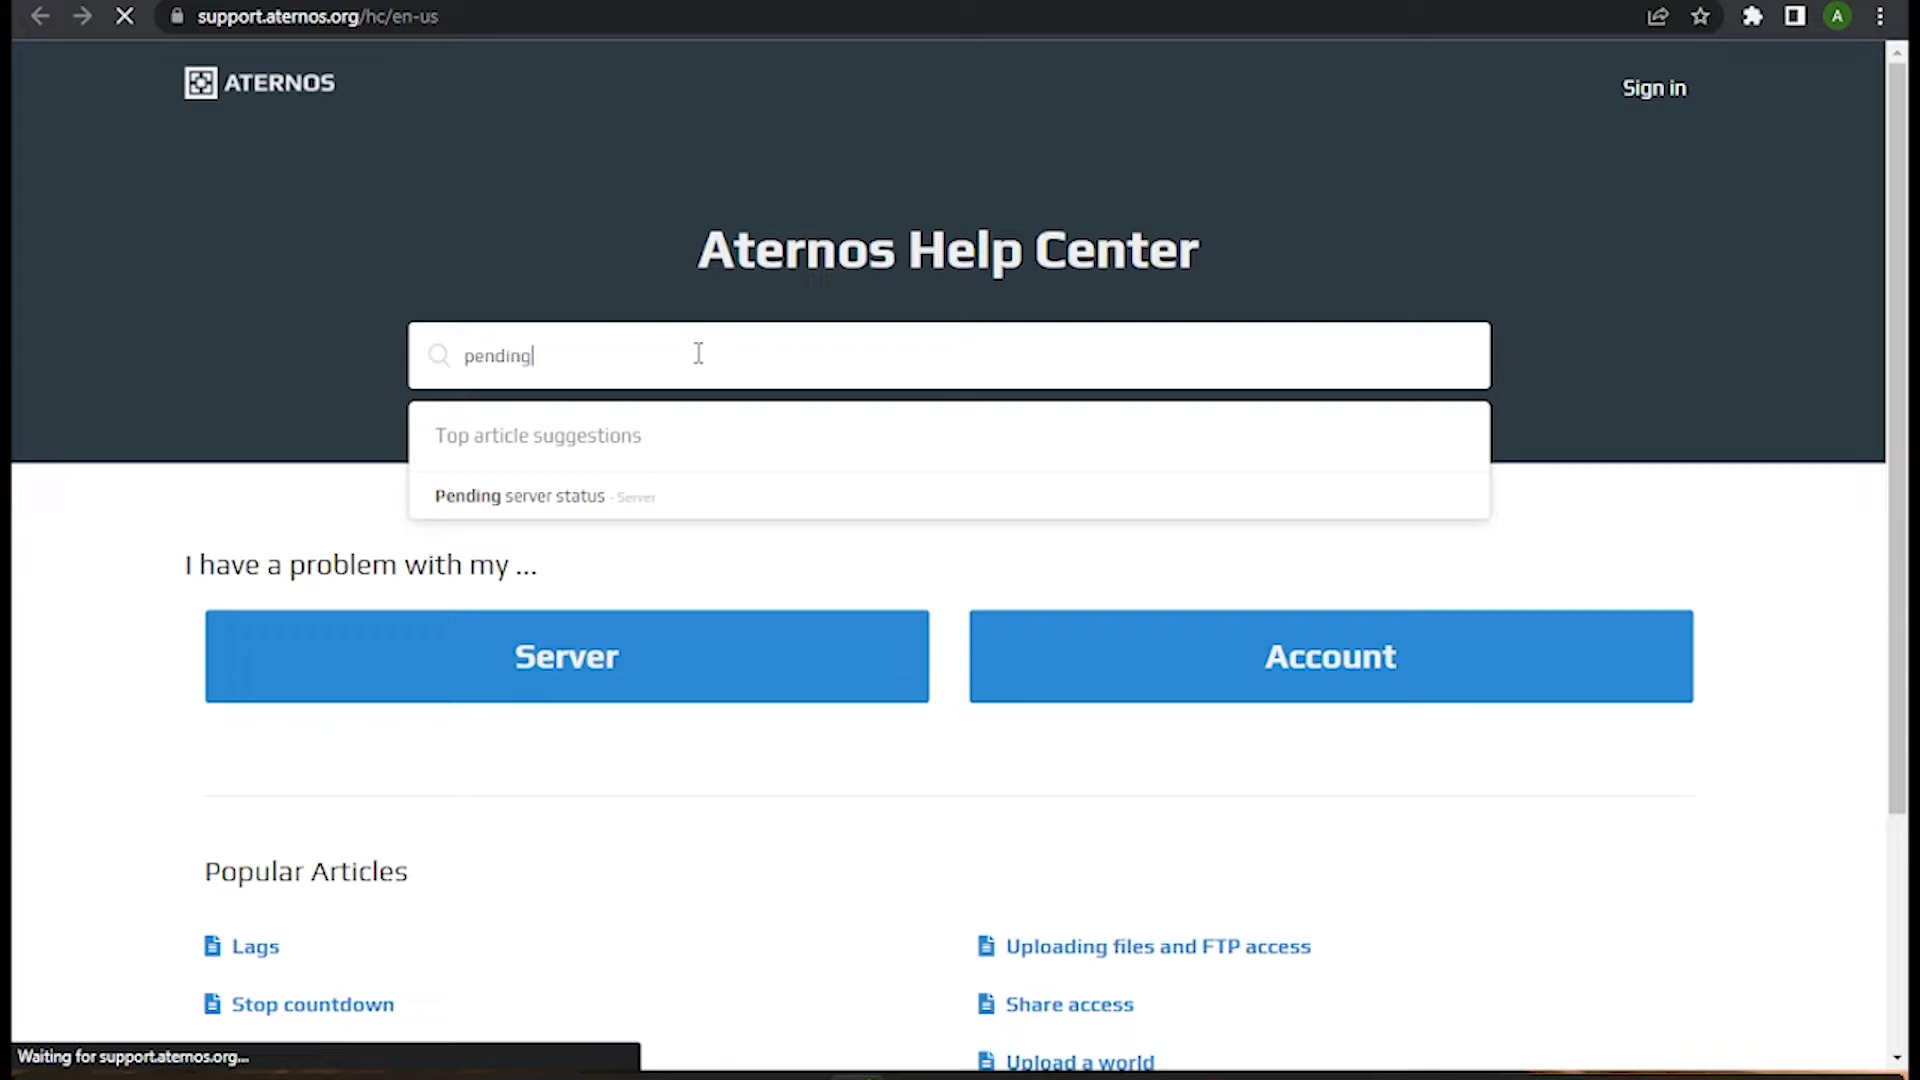 support.aternos.org/hc/en-us
A
ATERNOS
Sign in
Aternos Help Center
pending
Top article suggestions
Pending server status - Server
I have a problem with my ...
Server
Account
Popular Articles
Lags
Uploading files and FTP access
Stop countdown
Share access
Upload a world
Waiting for support.aternos.org...